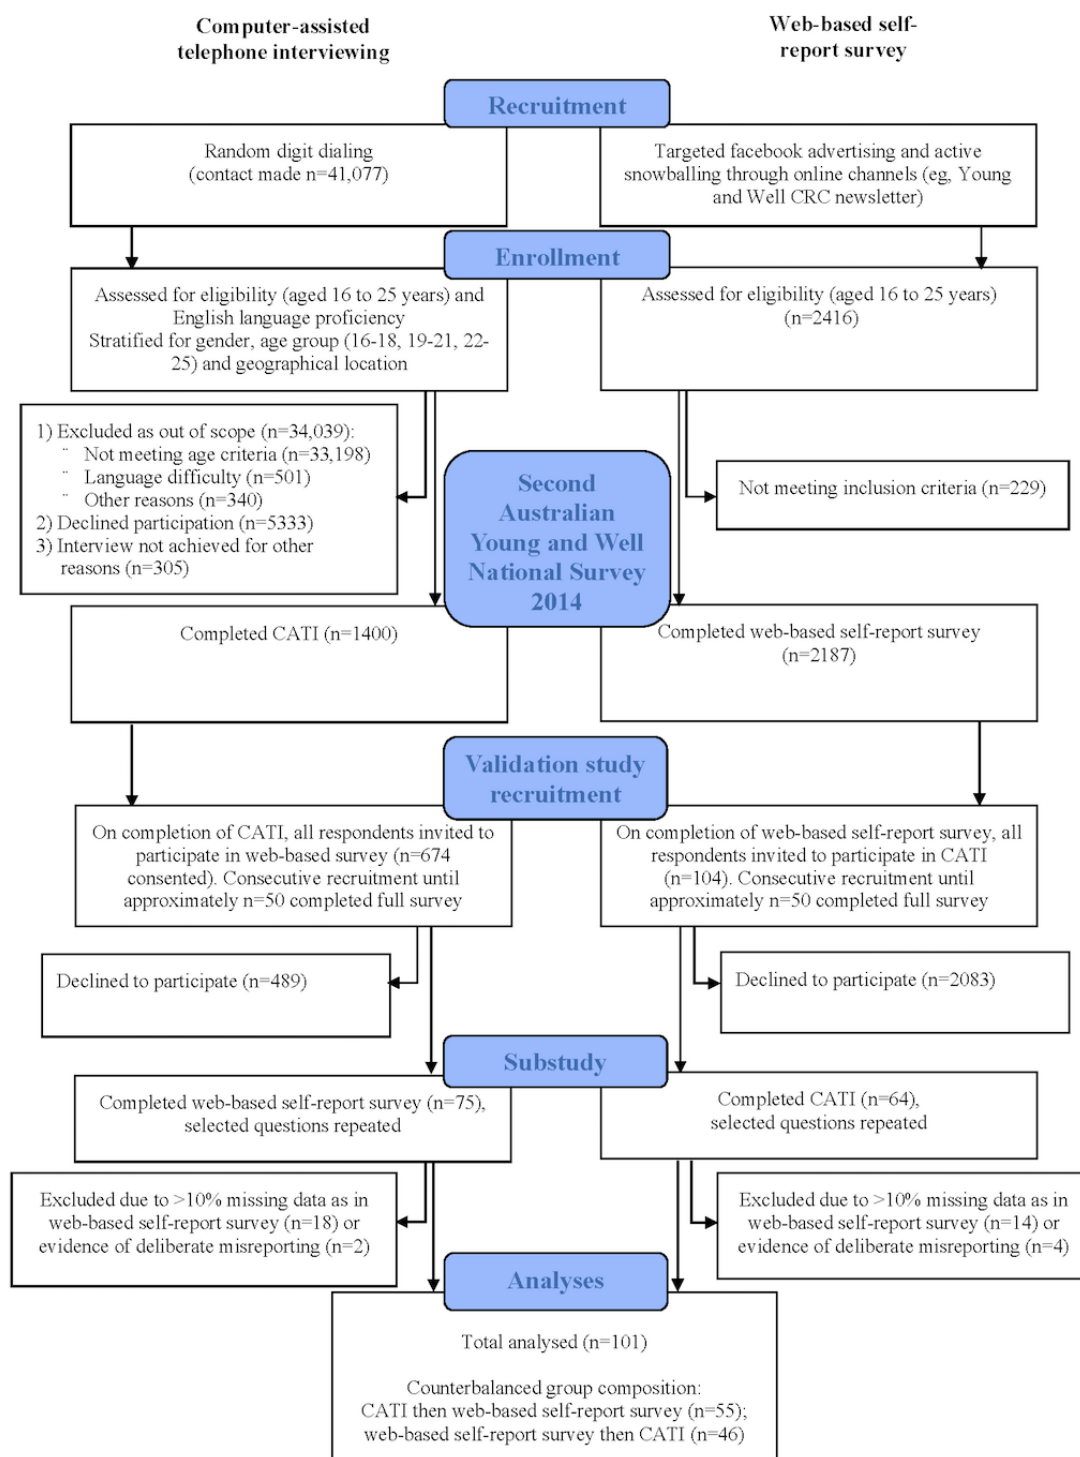 Computer-assisted
telephone interviewing
Web-based self-
report survey
Recruitment
Random digit dialing
(contact made n=41,077)
Targeted facebook advertising and active
snowballing through online channels (eg, Young
and Well CRC newsletter)
Enrollment
Assessed for eligibility (aged 16 to 25 years) and
English language proficiency
Stratified for gender, age group (16-18, 19-21, 22-
25) and geographical location
Assessed for eligibility (aged 16 to 25 years)
(n=2416)
1) Excluded as out of scope (n=34,039):
¨ Not meeting age criteria (n=33,198)
¨ Language difficulty (n=501)
¨ Other reasons (n=340)
2) Declined participation (n=5333)
3) Interview not achieved for other
reasons (n=305)
Second
Australian
Young and Well
National Survey
2014
Not meeting inclusion criteria (n=229)
Completed CATI (n=1400)
Completed web-based self-report survey
(n=2187)
Validation study
recruitment
On completion of CATI, all respondents invited to
participate in web-based survey (n=674
consented). Consecutive recruitment until
approximately n=50 completed full survey
On completion of web-based self-report survey, all
respondents invited to participate in CATI
(n=104). Consecutive recruitment until
approximately n=50 completed full survey
Declined to participate (n=489)
Declined to participate (n=2083)
Substudy
Completed web-based self-report survey (n=75),
selected questions repeated
Completed CATI (n=64),
selected questions repeated
Excluded due to >10% missing data as in
web-based self-report survey (n=18) or
evidence of deliberate misreporting (n=2)
Excluded due to >10% missing data as in
web-based self-report survey (n=14) or
evidence of deliberate misreporting (n=4)
Analyses
Total analysed (n=101)
Counterbalanced group composition:
CATI then web-based self-report survey (n=55);
web-based self-report survey then CATI (n=46)